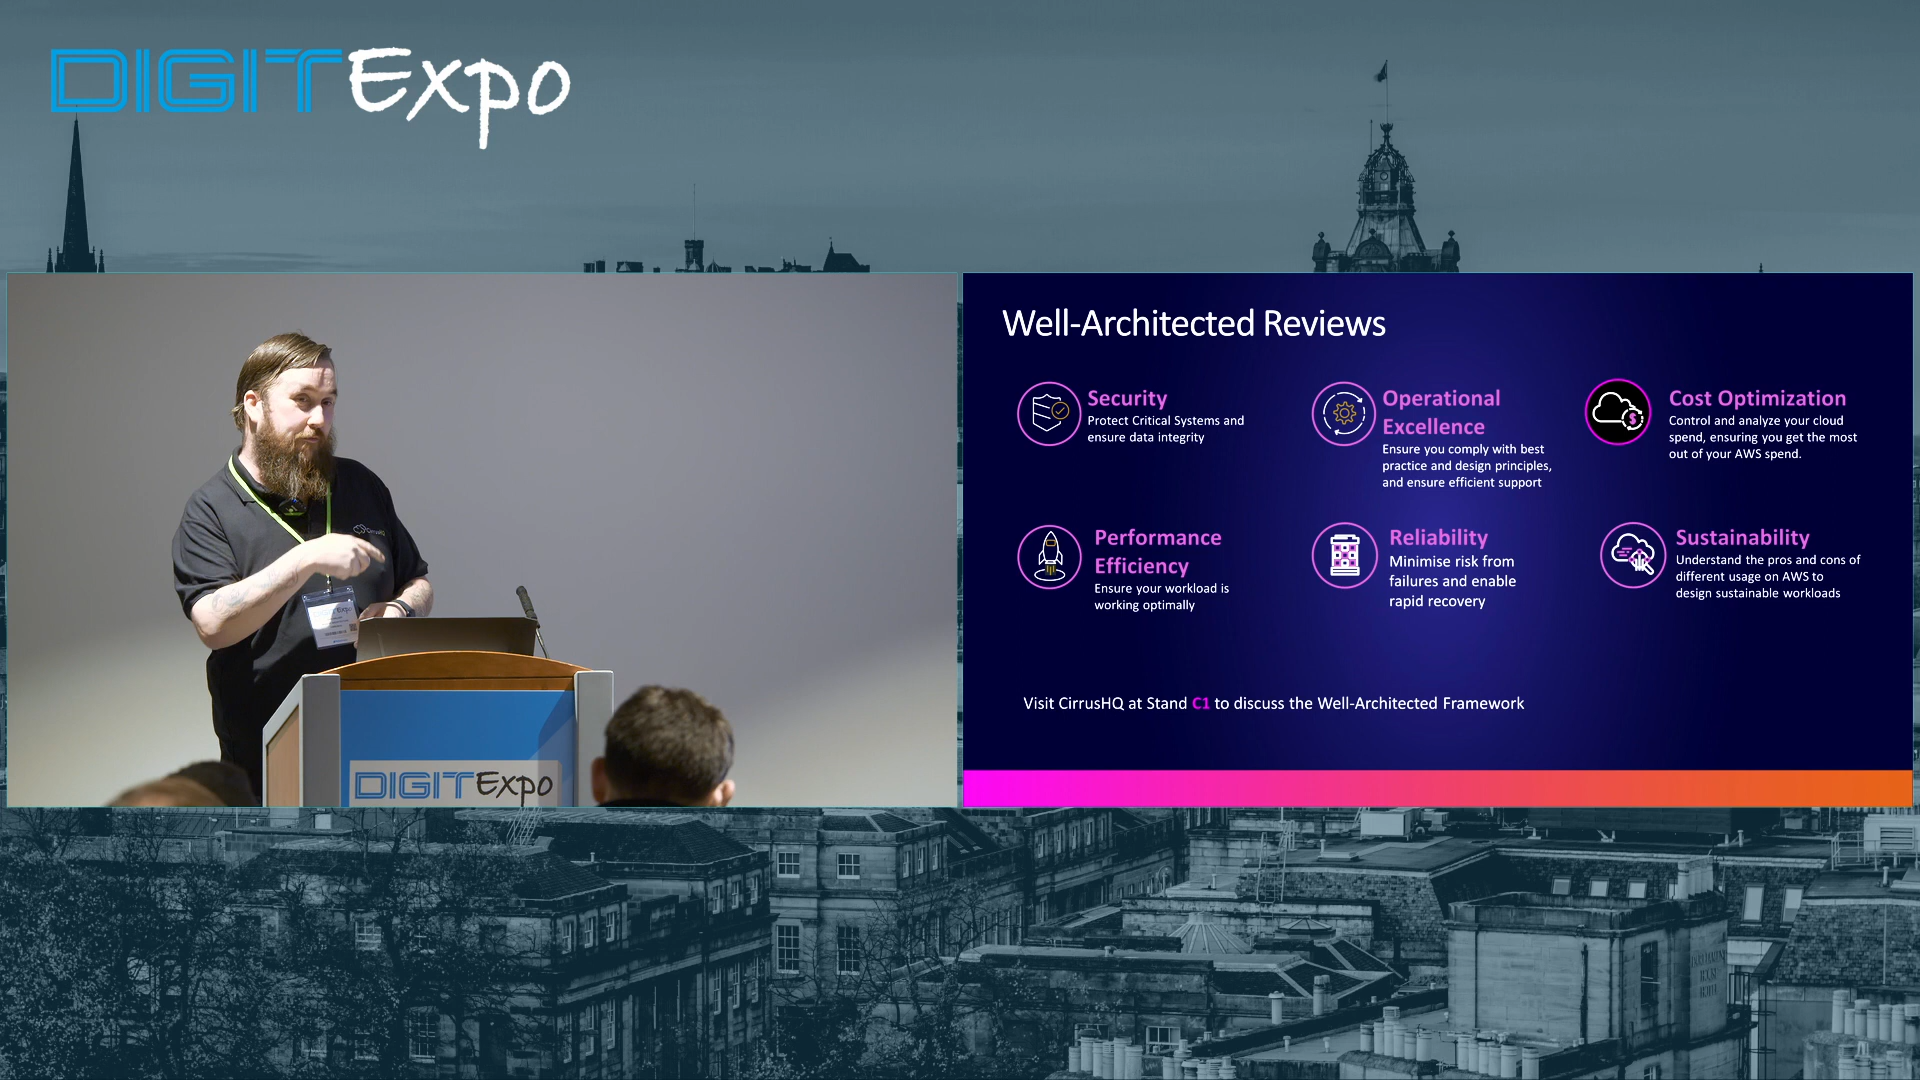 DIGIT Expo
CirrusHQ
Expo
DIGIT Expo
Well-Architected Reviews
Security
Protect Critical Systems and
ensure data integrity
Operational
Excellence
Ensure you comply with best
practice and design principles,
and ensure efficient support
Cost Optimization
Control and analyze your cloud
spend, ensuring you get the most
out of your AWS spend.
Performance
Efficiency
Ensure your workload is
working optimally
Reliability
Minimise risk from
failures and enable
rapid recovery
Sustainability
Understand the pros and cons of
different usage on AWS to
design sustainable workloads
Visit CirrusHQ at Stand C1 to discuss the Well-Architected Framework